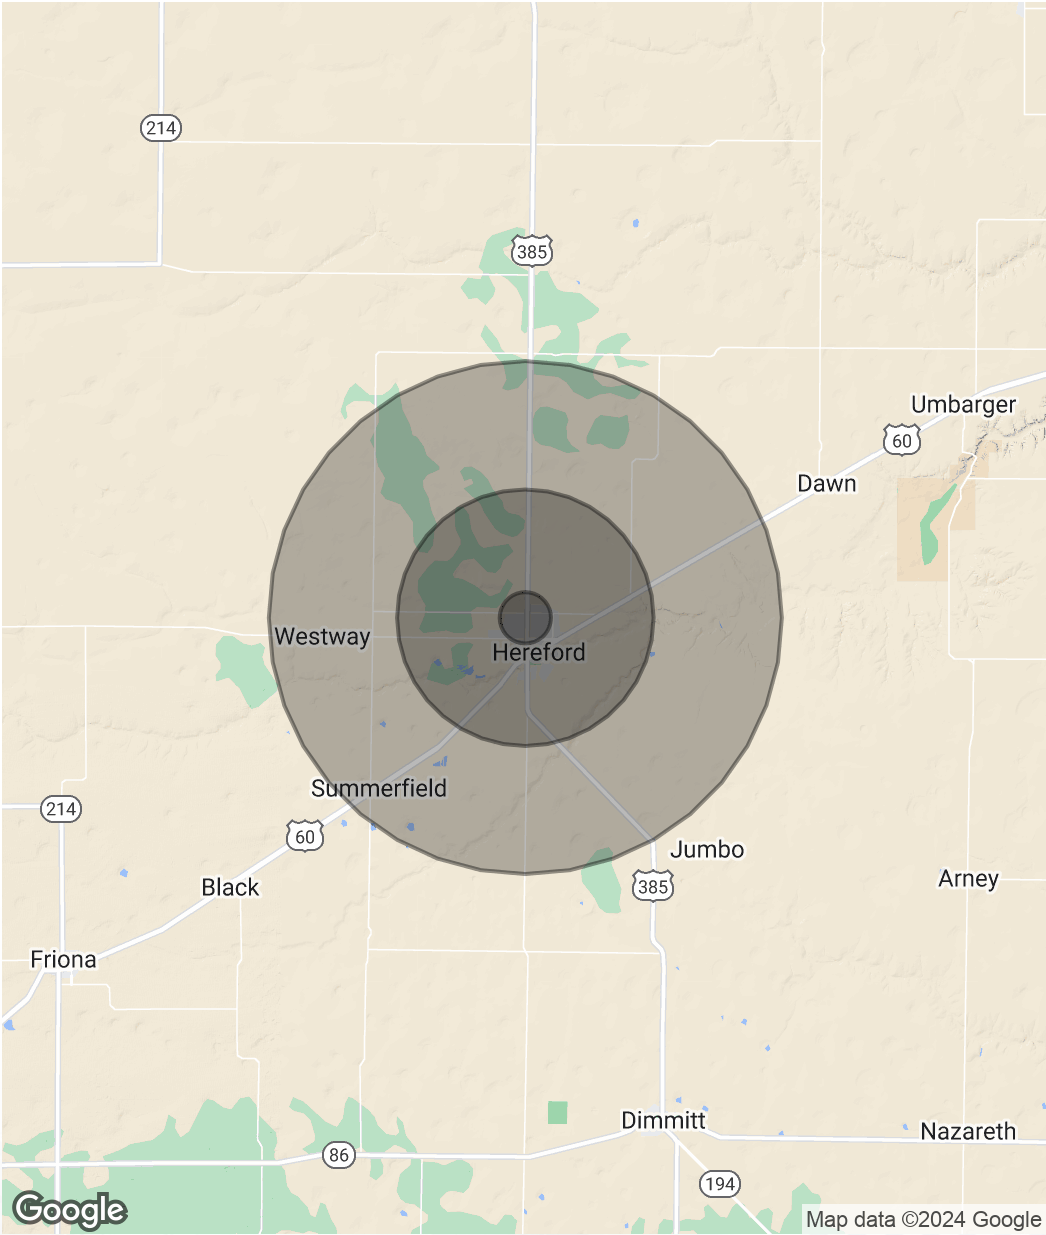 214
385
Umbarger
60
Dawn
Westway
Hereford
Summerfield
214
60
Jumbo
385
Black
Arney
Friona
Dimmitt
Nazareth
86
194
Google
Map data ©2024 Google